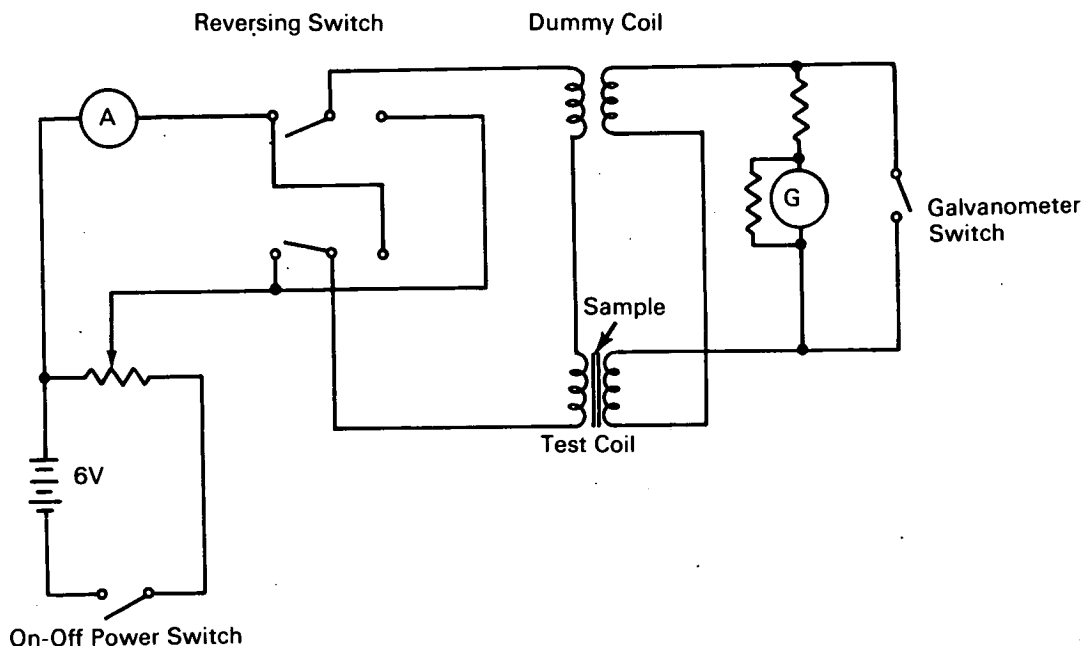 Reversing Switch
Dummy Coil
A
G
Galvanometer
Switch
Sample
Test Coil
6V
On-Off Power Switch